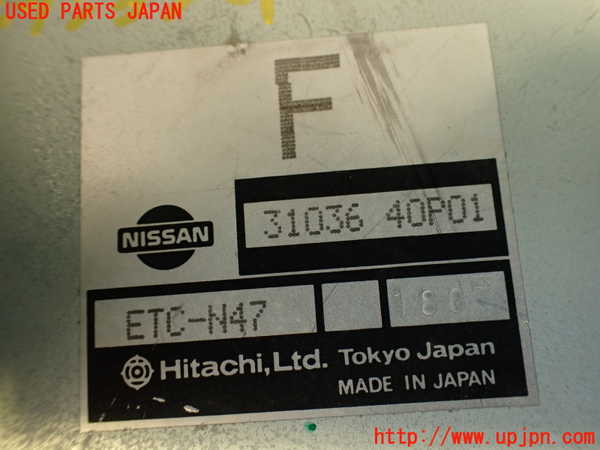 USED PARTS JAPAN
F
NISSAN
31036 40P01
ETC-N47
Hitachi, Ltd. Tokyo Japan
MADE IN JAPAN
http://www.upjpn.com